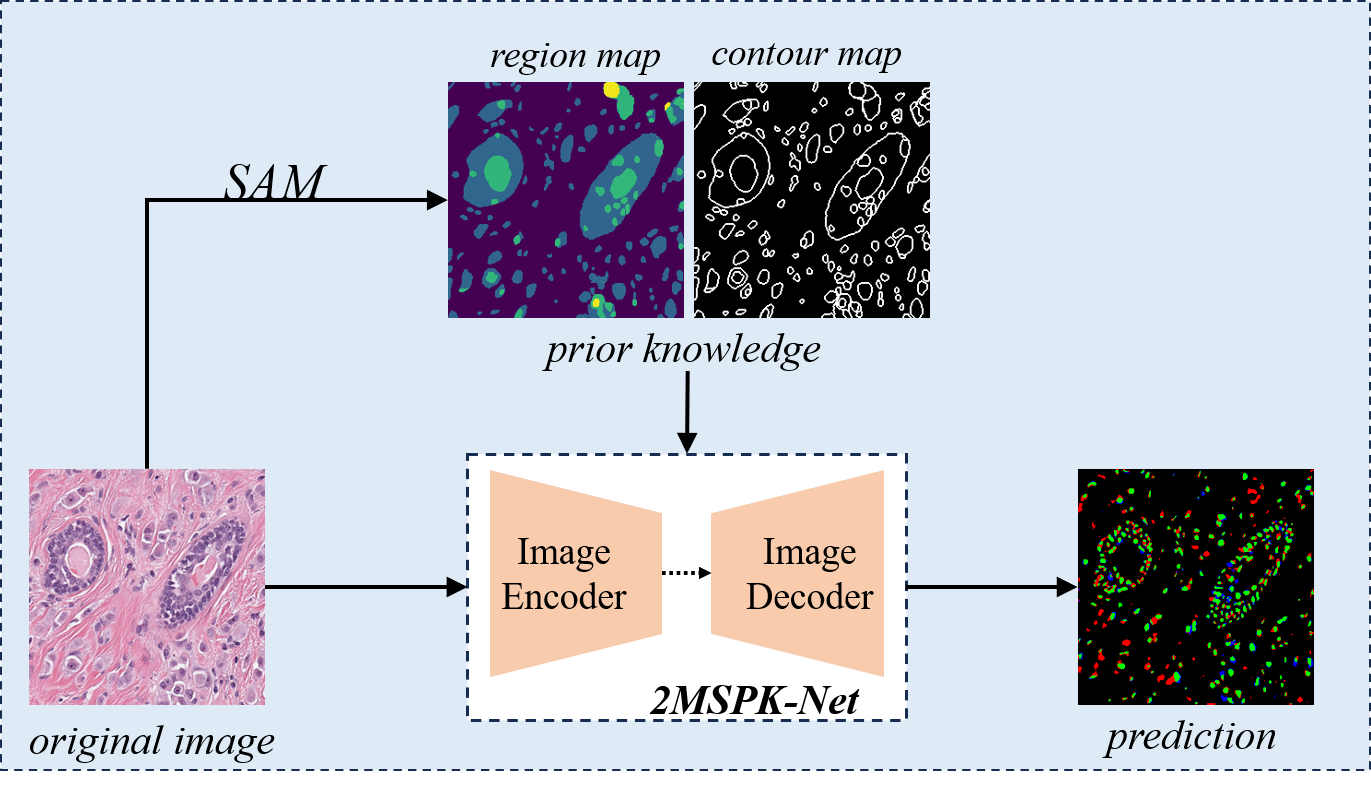 region map
contour map
SAM
prior knowledge
Image
Encoder
Image
Decoder
2MSPK-Net
original image
prediction